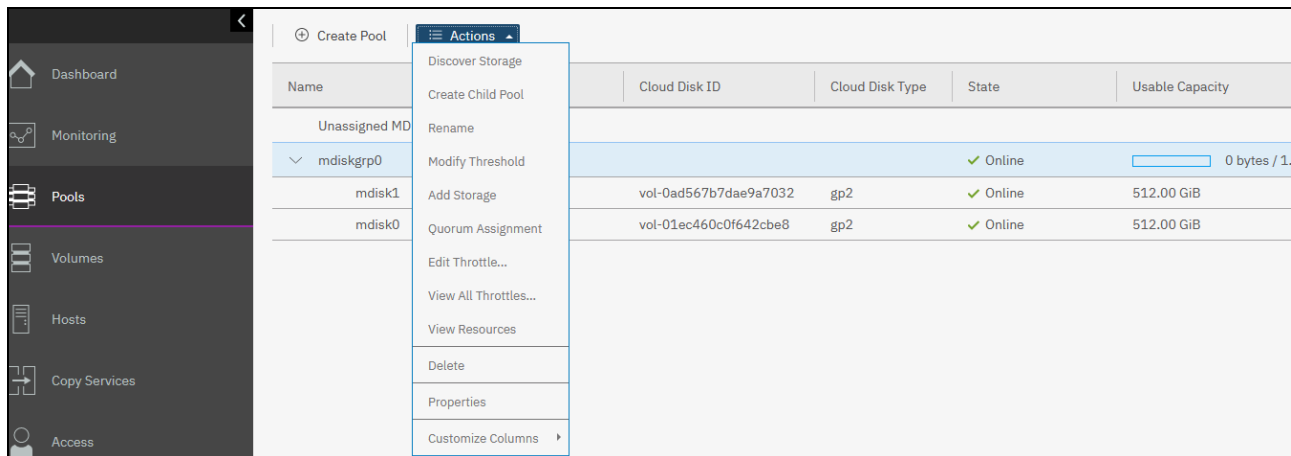 Create Pool
Actions
Dashboard
Monitoring
Pools
Volumes
Hosts
Copy Services
Access
Discover Storage
Create Child Pool
Rename
Modify Threshold
Add Storage
Quorum Assignment
Edit Throttle...
View All Throttles...
View Resources
Delete
Properties
Customize Columns
Name Cloud Disk ID Cloud Disk Type State Usable Capacity
Unassigned MD
mdiskgrp0 Online 0 bytes / 1.
mdisk1 vol-0ad567b7dae9a7032 gp2 Online 512.00 GiB
mdisk0 vol-01ec460c0f642cbe8 gp2 Online 512.00 GiB